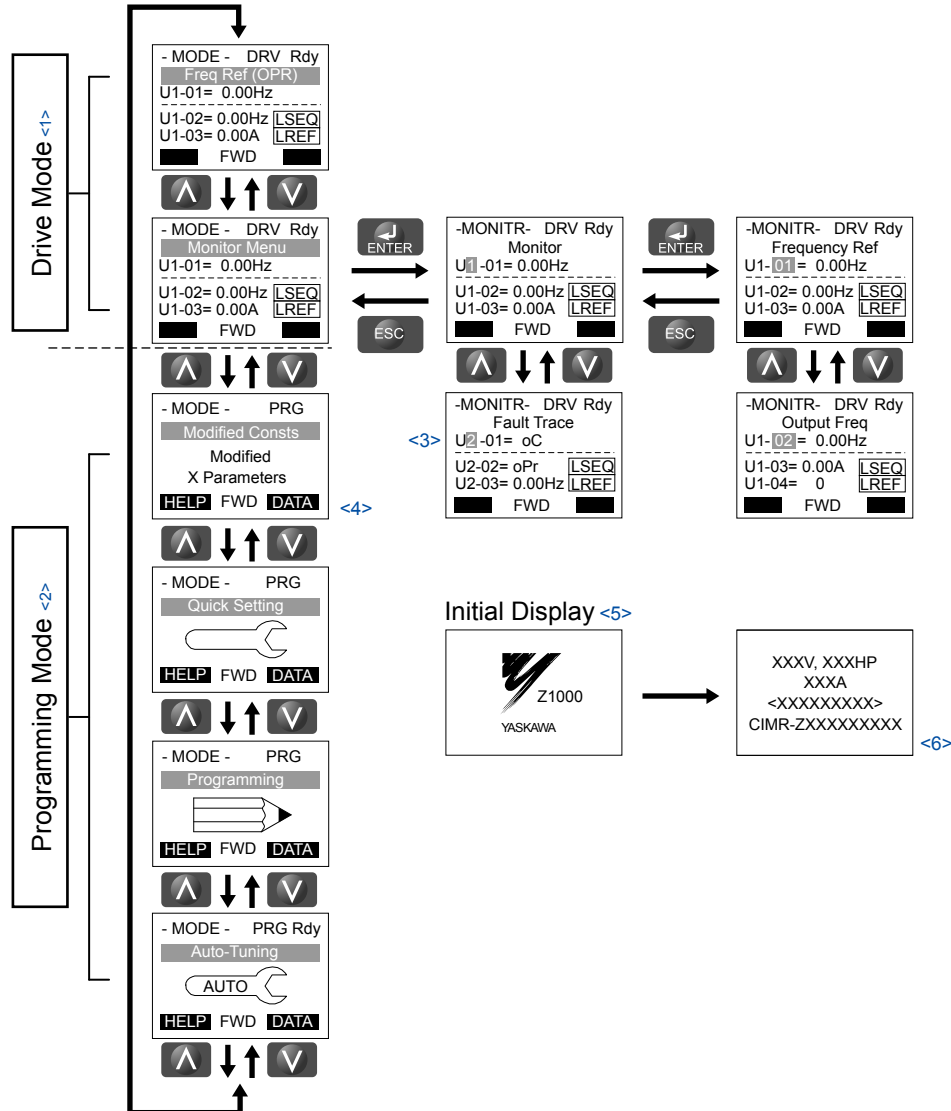 Drive Mode <1>
- MODE - DRV Rdy
Freq Ref (OPR)
U1-01= 0.00Hz
U1-02= 0.00Hz LSEQ
U1-03= 0.00A LREF
FWD
- MODE - DRV Rdy
Monitor Menu
U1-01= 0.00Hz
U1-02= 0.00Hz LSEQ
U1-03= 0.00A LREF
FWD
ENTER
ESC
-MONITR- DRV Rdy
Monitor
U1 -01= 0.00Hz
U1-02= 0.00Hz LSEQ
U1-03= 0.00A LREF
FWD
ENTER
ESC
-MONITR- DRV Rdy
Frequency Ref
U1- 01 = 0.00Hz
U1-02= 0.00Hz LSEQ
U1-03= 0.00A LREF
FWD
<3>
-MONITR- DRV Rdy
Fault Trace
U2 -01= oC
U2-02= oPr LSEQ
U2-03= 0.00Hz LREF
FWD
-MONITR- DRV Rdy
Output Freq
U1- 02 = 0.00Hz
U1-03= 0.00A LSEQ
U1-04= 0 LREF
FWD
Programming Mode <2>
- MODE - PRG
Modified Consts
Modified
X Parameters
HELP FWD DATA
<4>
- MODE - PRG
Quick Setting
HELP FWD DATA
- MODE - PRG
Programming
HELP FWD DATA
- MODE - PRG Rdy
Auto-Tuning
AUTO
HELP FWD DATA
Initial Display <5>
Z1000
YASKAWA
XXXV, XXXHP
XXXA
<XXXXXXXXX>
CIMR-ZXXXXXXXXX
<6>